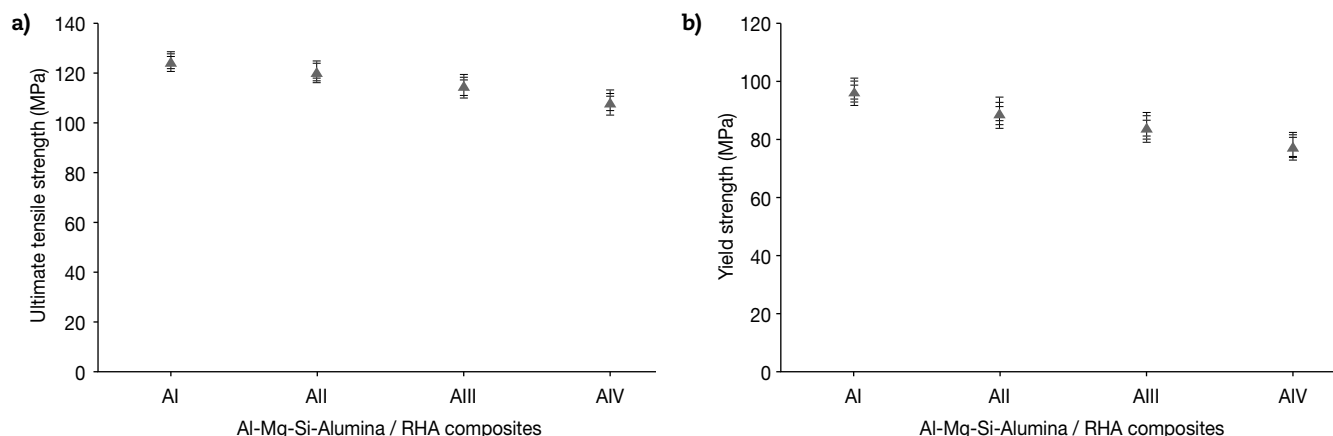 a)
Ultimate tensile strength (MPa)
140
120
100
80
60
40
20
0
AI AII AIII AIV
Al-Mg-Si-Alumina / RHA composites
b)
Yield strength (MPa)
120
100
80
60
40
20
0
AI AII AIII AIV
Al-Mg-Si-Alumina / RHA composites